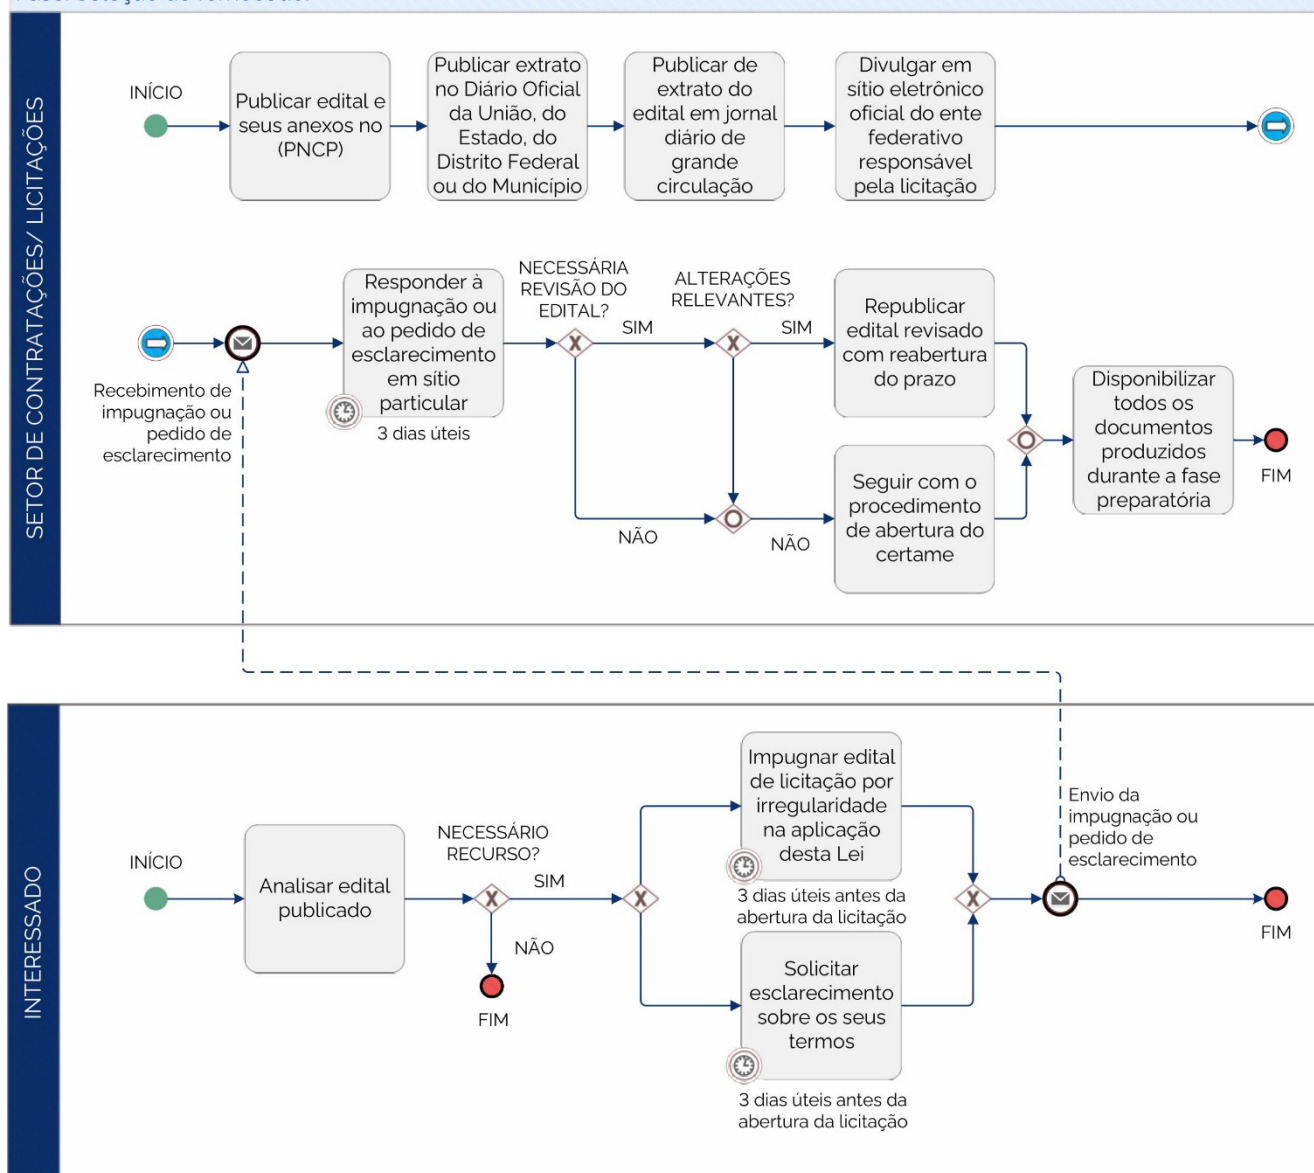 SETOR DE CONTRATAÇÕES/ LICITAÇÕES
INÍCIO
Publicar edital e
seus anexos no
(PNCP)
Publicar extrato
no Diário Oficial
da União, do
Estado, do
Distrito Federal
ou do Município
Publicar de
extrato do
edital em jornal
diário de
grande
circulação
Divulgar em
sítio eletrônico
oficial do ente
federativo
responsável
pela licitação
Recebimento de
impugnação ou
pedido de
esclarecimento
Responder à
impugnação ou
ao pedido de
esclarecimento
em sítio
particular
3 dias úteis
NECESSÁRIA
REVISÃO DO
EDITAL?
SIM
NÃO
ALTERAÇÕES
RELEVANTES?
SIM
NÃO
Republicar
edital revisado
com reabertura
do prazo
Seguir com o
procedimento
de abertura do
certame
Disponibilizar
todos os
documentos
produzidos
durante a fase
preparatória
FIM
INTERESSADO
INÍCIO
Analisar edital
publicado
NECESSÁRIO
RECURSO?
SIM
NÃO
FIM
Impugnar edital
de licitação por
irregularidade
na aplicação
desta Lei
3 dias úteis antes da
abertura da licitação
Solicitar
esclarecimento
sobre os seus
termos
3 dias úteis antes da
abertura da licitação
Envio da
impugnação ou
pedido de
esclarecimento
FIM